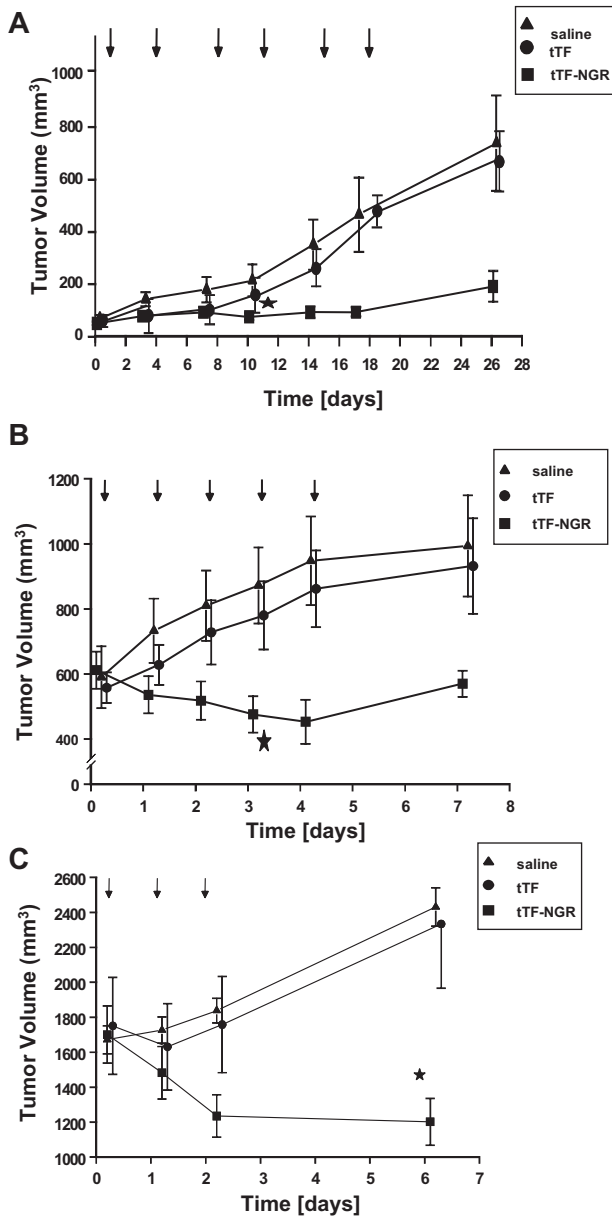 A
saline
tTF
tTF-NGR
Tumor Volume (mm³)
1000
800
600
400
200
0
0 2 4 6 8 10 12 14 16 18 20 22 24 26 28
Time [days]
B
saline
tTF
tTF-NGR
Tumor Volume (mm³)
1200
1000
800
600
400
0
0 1 2 3 4 5 6 7 8
Time [days]
C
saline
tTF
tTF-NGR
Tumor Volume (mm³)
2600
2400
2200
2000
1800
1600
1400
1200
1000
0 1 2 3 4 5 6 7
Time [days]